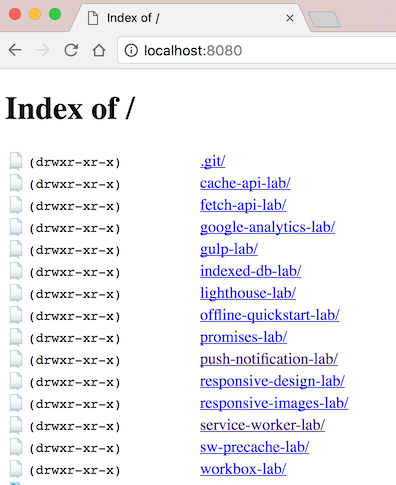 Index of /
localhost:8080
Index of /
(drwxr-xr-x) .git/
(drwxr-xr-x) cache-api-lab/
(drwxr-xr-x) fetch-api-lab/
(drwxr-xr-x) google-analytics-lab/
(drwxr-xr-x) gulp-lab/
(drwxr-xr-x) indexed-db-lab/
(drwxr-xr-x) lighthouse-lab/
(drwxr-xr-x) offline-quickstart-lab/
(drwxr-xr-x) promises-lab/
(drwxr-xr-x) push-notification-lab/
(drwxr-xr-x) responsive-design-lab/
(drwxr-xr-x) responsive-images-lab/
(drwxr-xr-x) service-worker-lab/
(drwxr-xr-x) sw-precache-lab/
(drwxr-xr-x) workbox-lab/